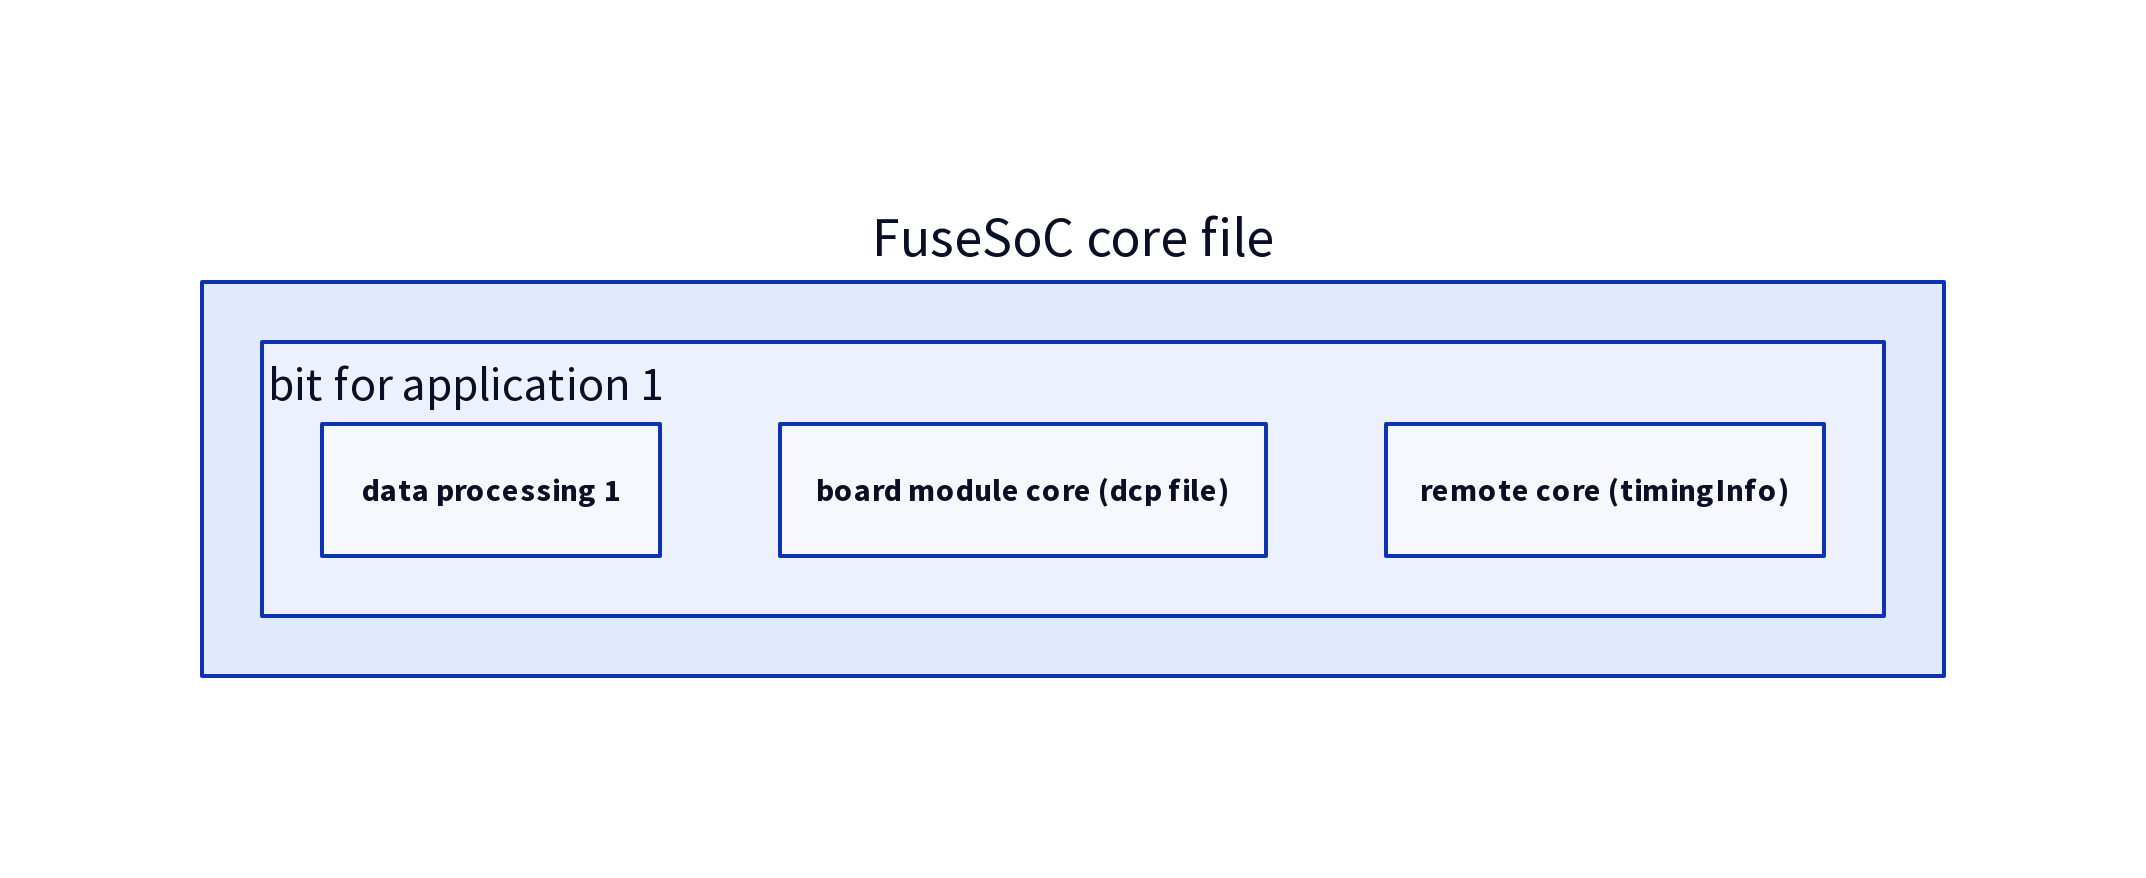 FuseSoC core file
bit for application 1
data processing 1
board module core (dcp file)
remote core (timingInfo)